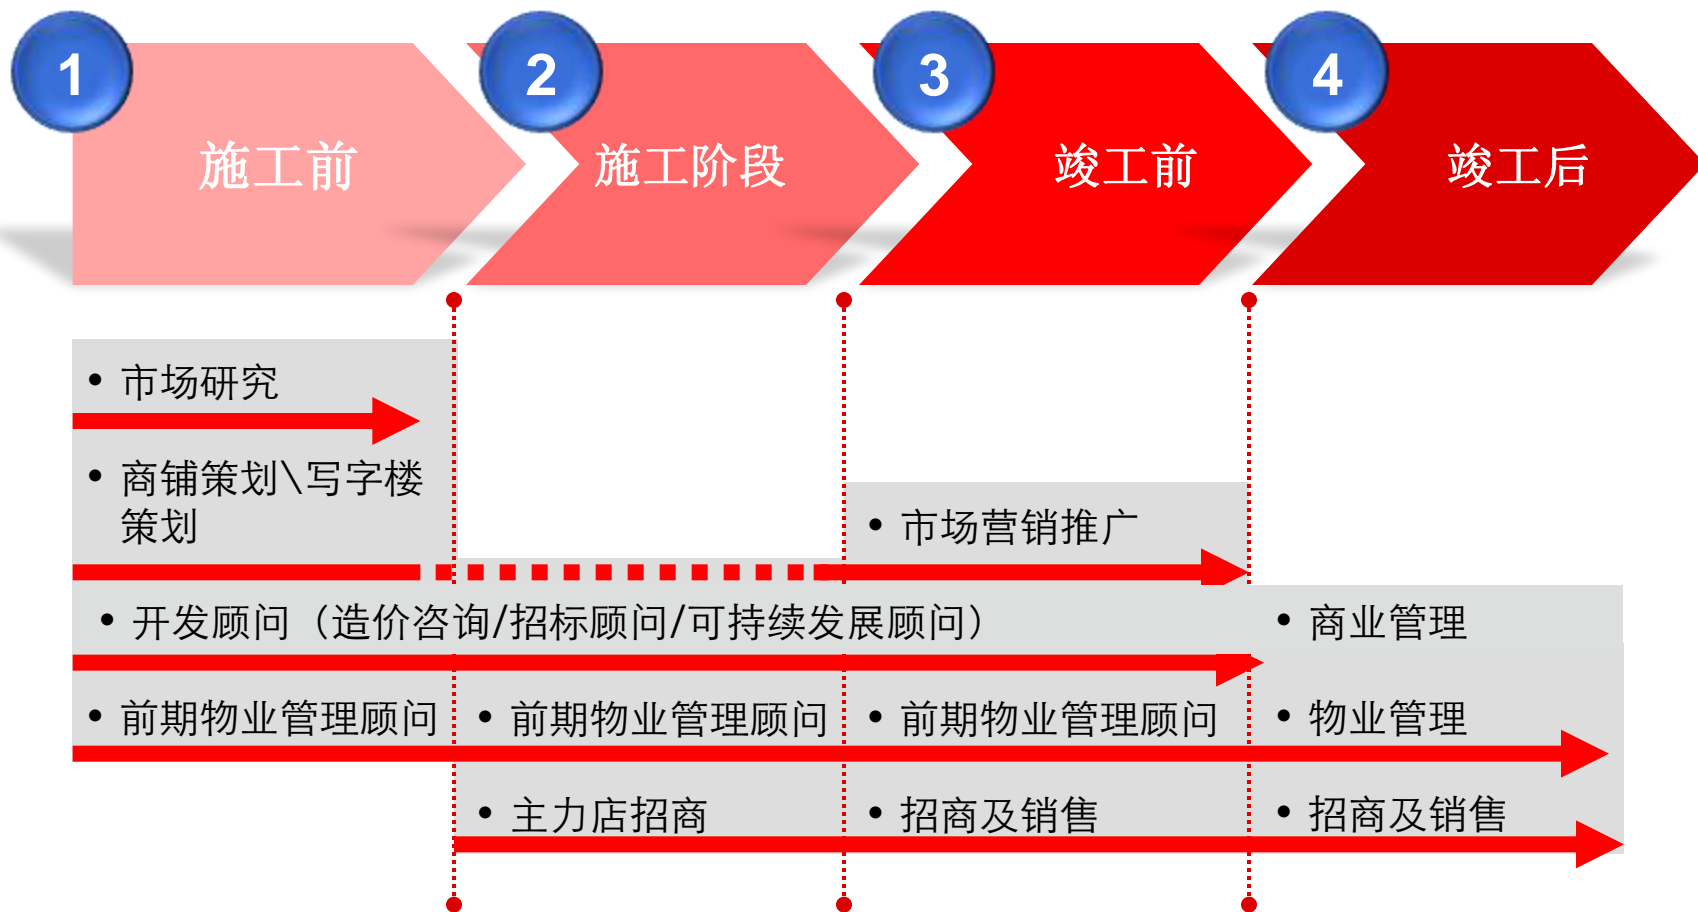 1
2
3
4
施工前
施工阶段
竣工前
竣工后
• 市场研究
• 商铺策划\写字楼
策划
• 市场营销推广
• 开发顾问（造价咨询/招标顾问/可持续发展顾问）
• 商业管理
• 前期物业管理顾问
• 前期物业管理顾问
• 前期物业管理顾问
• 物业管理
• 主力店招商
• 招商及销售
• 招商及销售